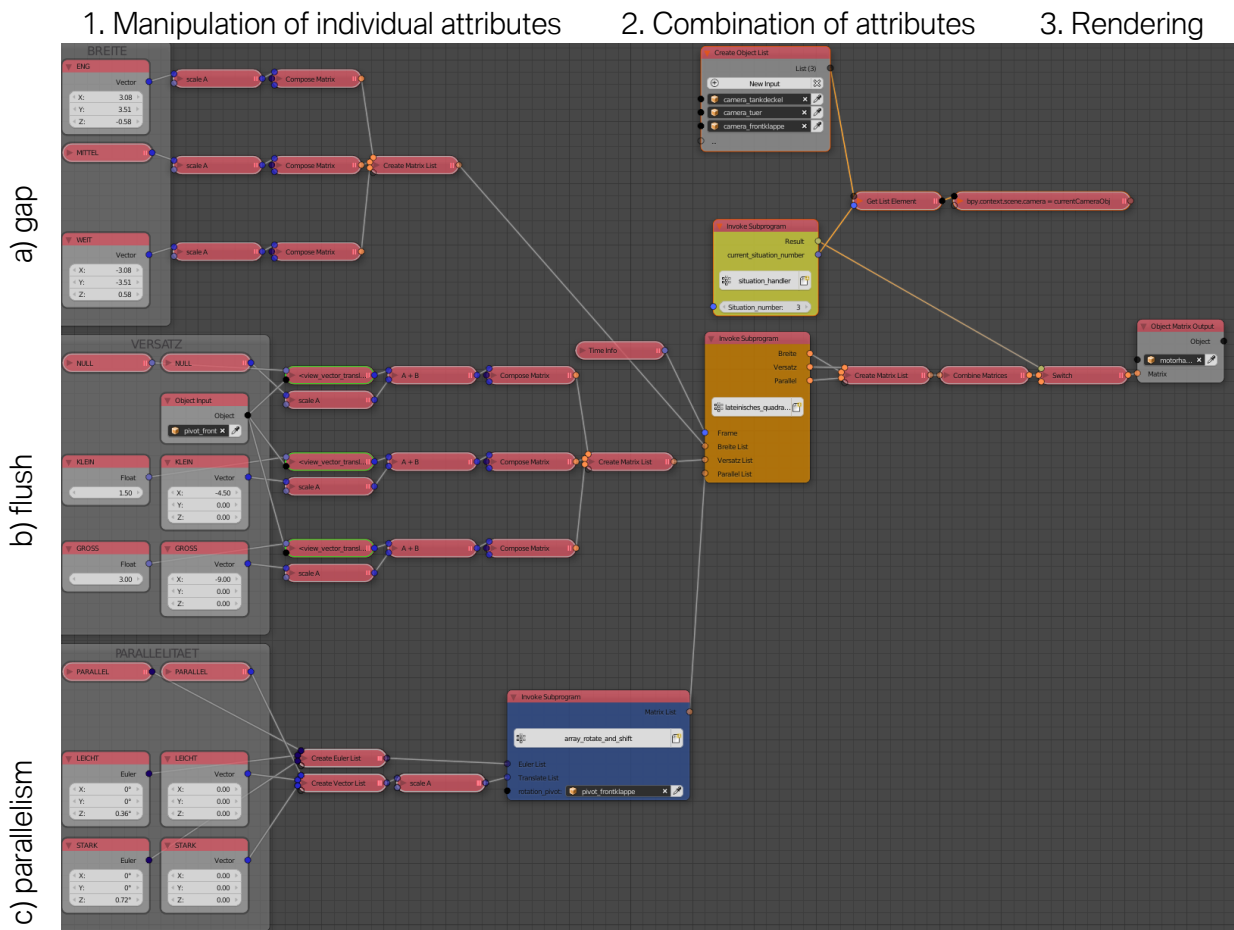 1. Manipulation of individual attributes 2. Combination of attributes 3. Rendering
a) gap
BREITE
ENG
Vector
X: 3.08
Y: 3.51
Z: -0.58
scale A
Compose Matrix
MITTEL
scale A
Compose Matrix
Create Matrix List
WEIT
Vector
X: -3.08
Y: -3.51
Z: 0.58
scale A
Compose Matrix
b) flush
VERSATZ
NULL
NULL
<view_vector_transl...
A + B
Compose Matrix
scale A
Object Input
Object
pivot_front
KLEIN
Float
1.50
KLEIN
Vector
X: -4.50
Y: 0.00
Z: 0.00
<view_vector_transl...
A + B
Compose Matrix
scale A
Create Matrix List
GROSS
Float
3.00
GROSS
Vector
X: -9.00
Y: 0.00
Z: 0.00
<view_vector_transl...
A + B
Compose Matrix
scale A
c) parallelism
PARALLELITAET
PARALLEL
PARALLEL
LEICHT
Euler
X: 0°
Y: 0°
Z: 0.36°
LEICHT
Vector
X: 0.00
Y: 0.00
Z: 0.00
STARK
Euler
X: 0°
Y: 0°
Z: 0.72°
STARK
Vector
X: 0.00
Y: 0.00
Z: 0.00
Create Euler List
Create Vector List
scale A
Invoke Subprogram
Matrix List
array_rotate_and_shift
Euler List
Translate List
rotation_pivot: pivot_frontklappe
Create Object List
List (3)
New Input
camera_tankdeckel
camera_tuer
camera_frontklappe
..
Get List Element
bpy.context.scene.camera = currentCameraObj
Invoke Subprogram
Result
current_situation_number
situation_handler
Situation_number: 3
Time Info
Invoke Subprogram
Breite
Versatz
Parallel
lateinisches_quadra...
Frame
Breite List
Versatz List
Parallel List
Create Matrix List
Combine Matrices
Switch
Object Matrix Output
Object
motorha...
Matrix